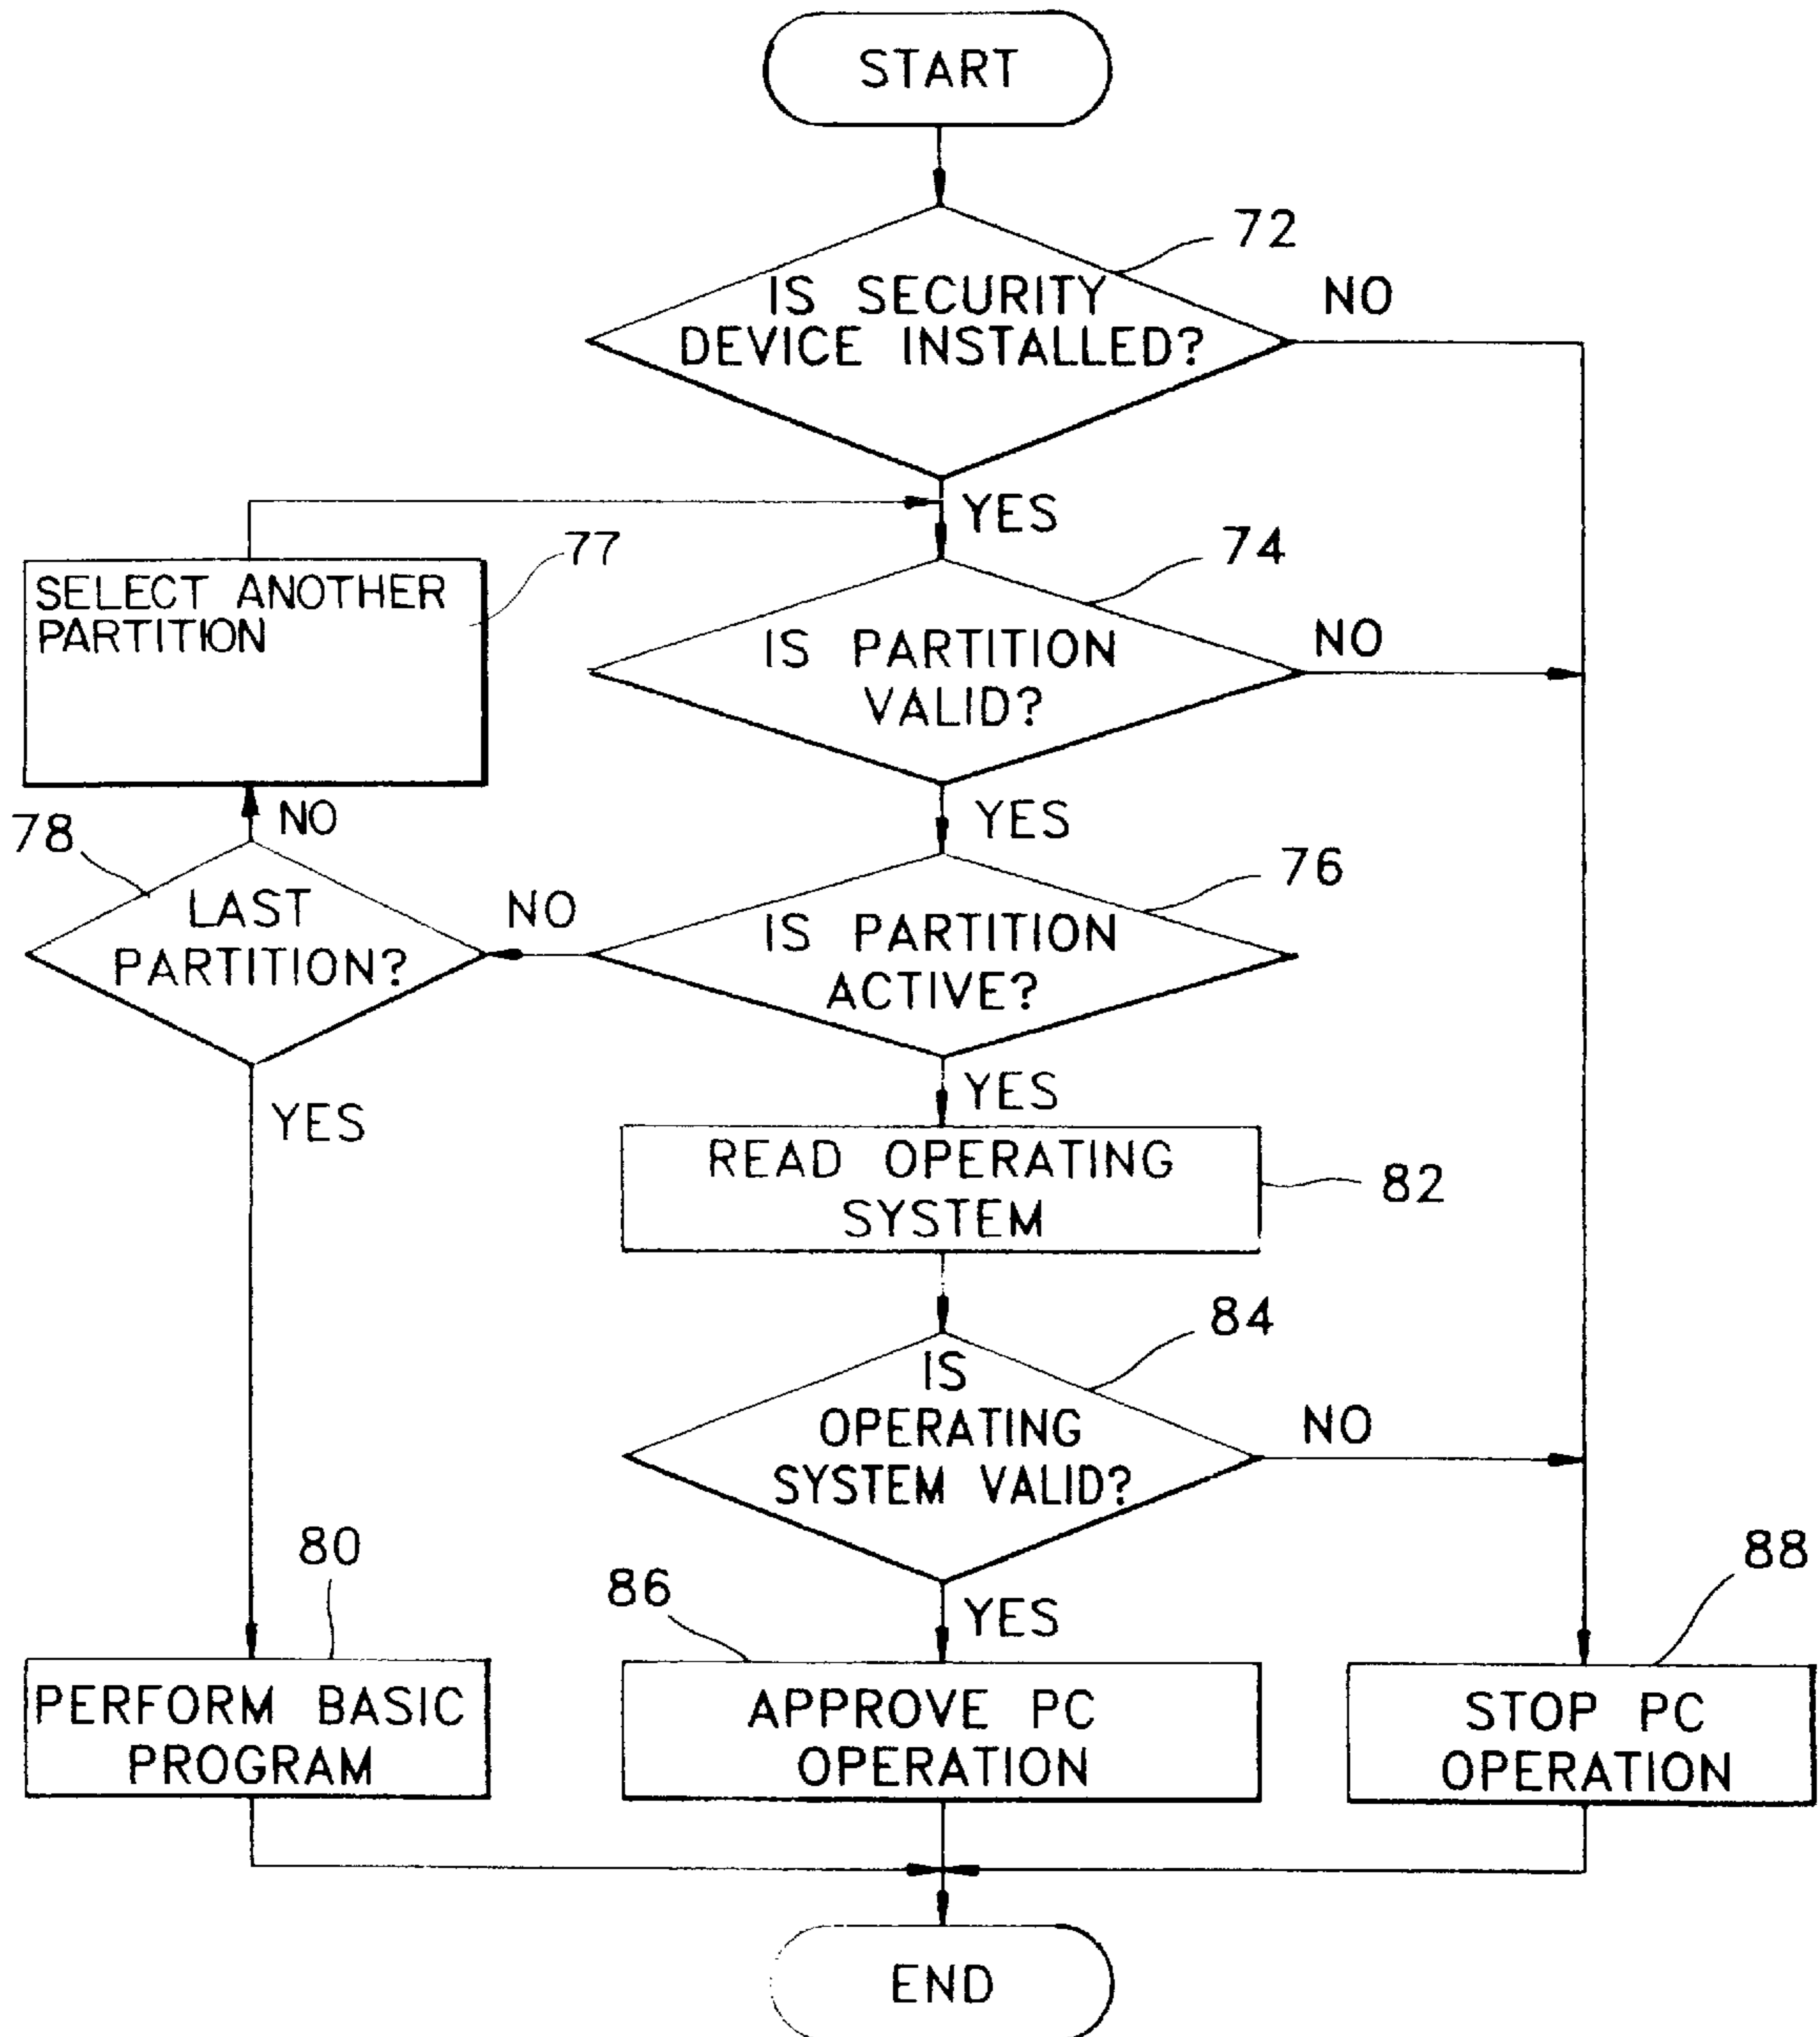 START
72
IS SECURITY
DEVICE INSTALLED?
NO
YES
77
74
SELECT ANOTHER
PARTITION
IS PARTITION
VALID?
NO
NO
YES
78
76
LAST
PARTITION?
NO
IS PARTITION
ACTIVE?
YES
YES
READ OPERATING
SYSTEM
82
84
IS
OPERATING
SYSTEM VALID?
NO
80
86
YES
88
PERFORM BASIC
PROGRAM
APPROVE PC
OPERATION
STOP PC
OPERATION
END